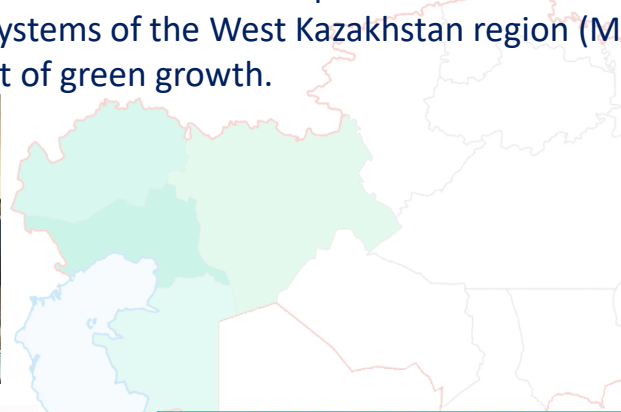 ystems of the West Kazakhstan region (M
t of green growth.